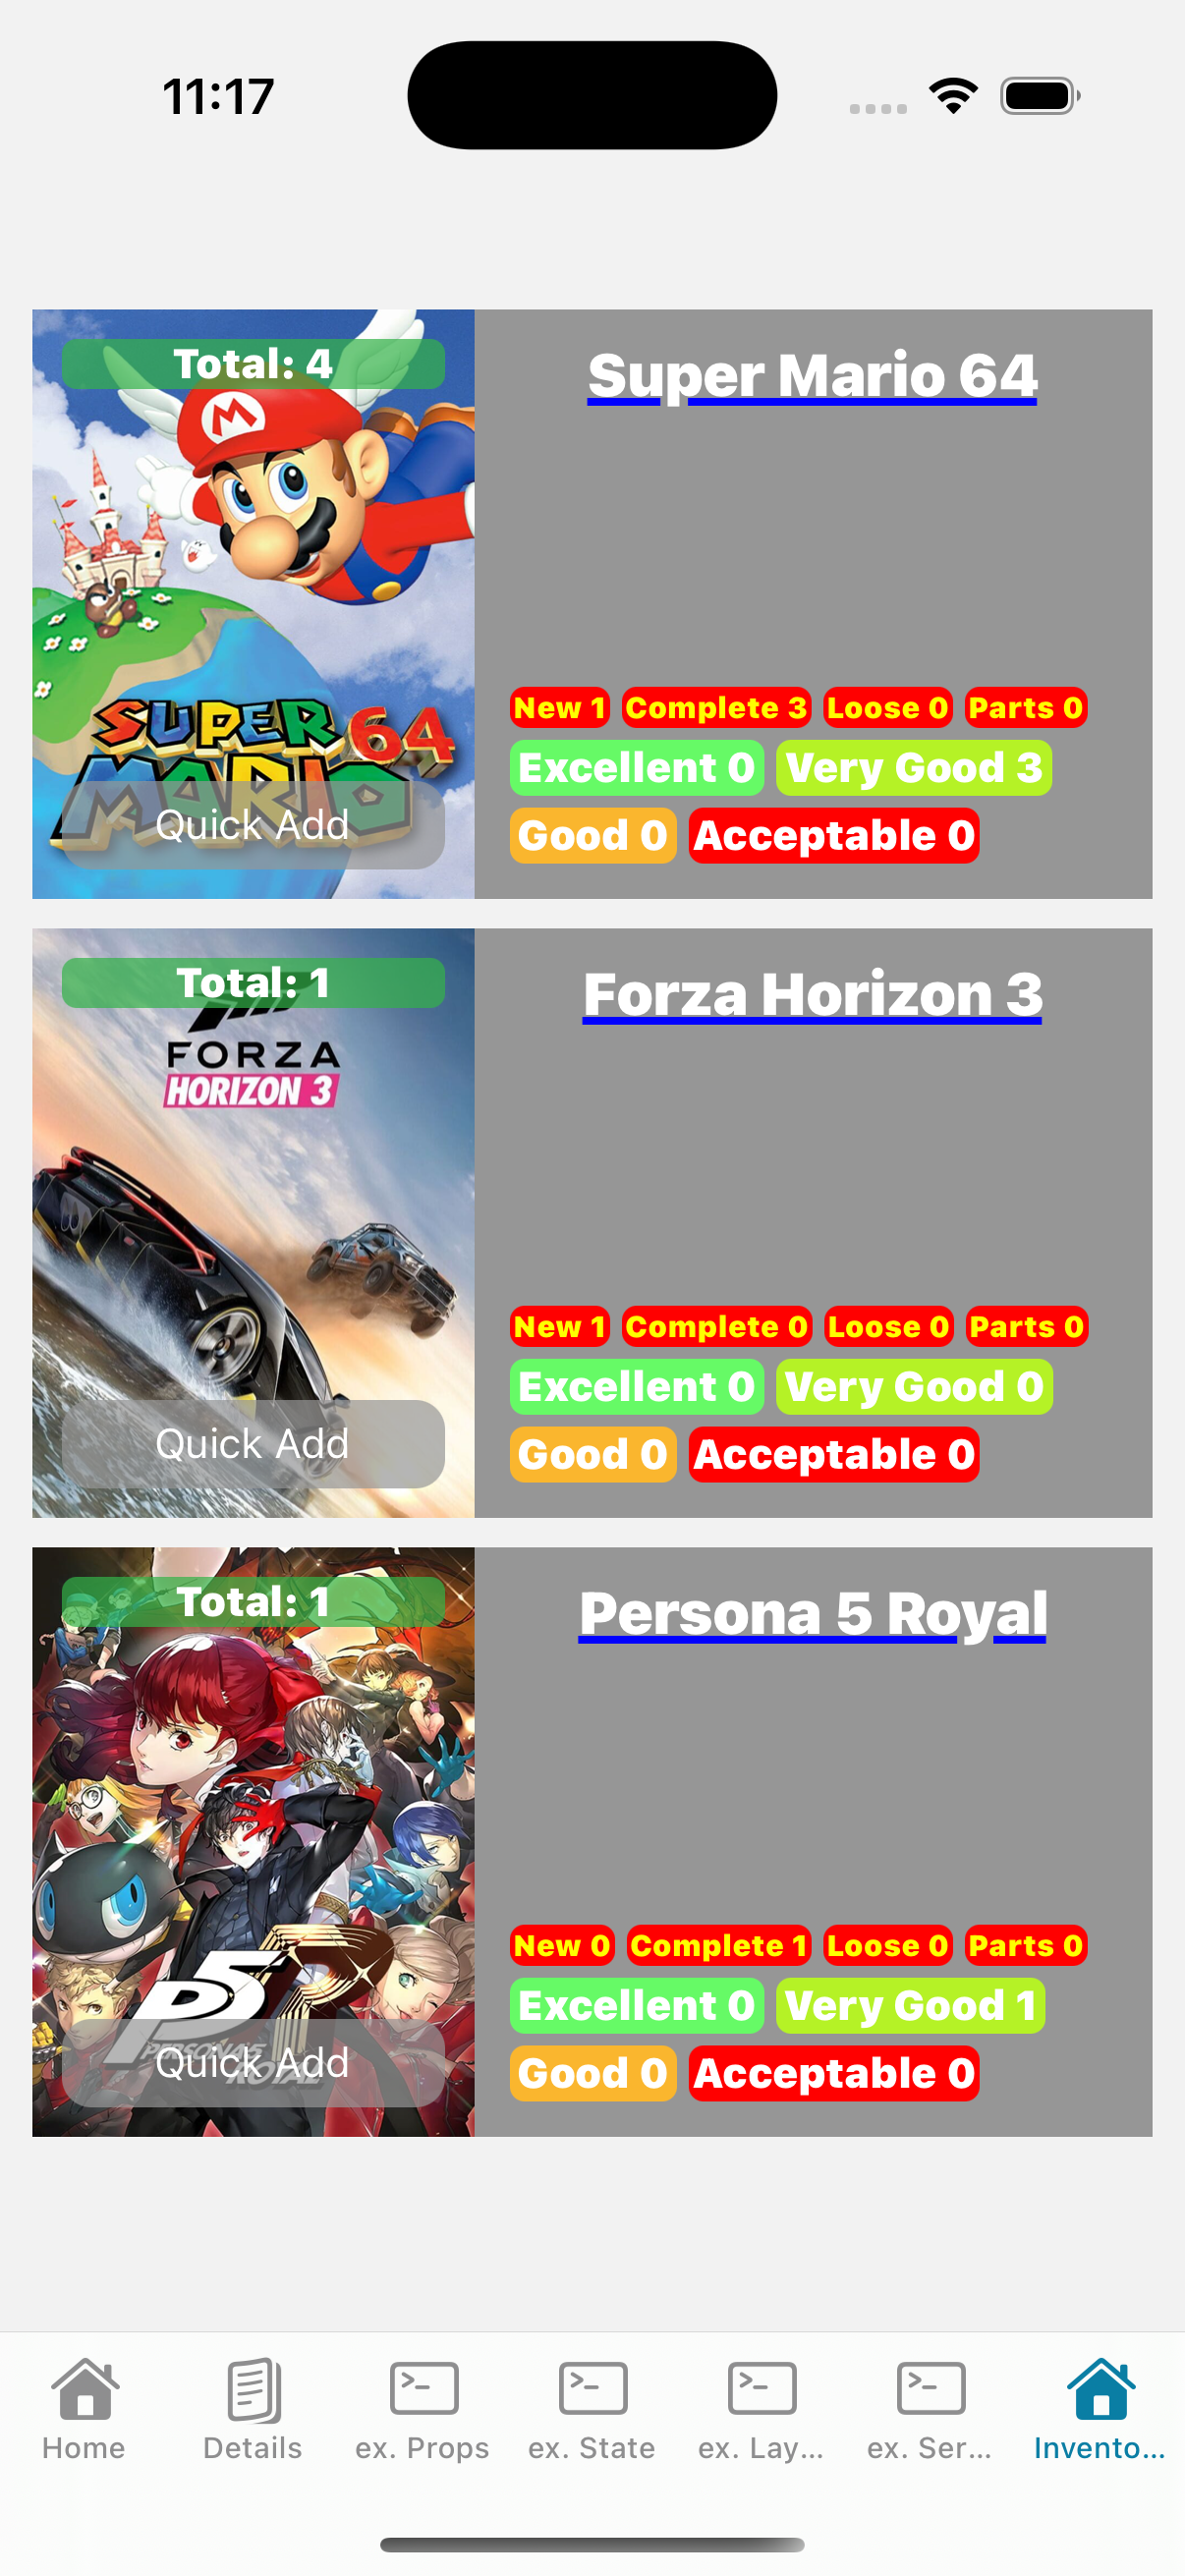 11:17
Total: 4
M
SUPER
MARIO 64
Quick Add
Super Mario 64
New 1 Complete 3 Loose 0 Parts 0
Excellent 0 Very Good 3
Good 0 Acceptable 0
Total: 1
FORZA
HORIZON 3
Quick Add
Forza Horizon 3
New 1 Complete 0 Loose 0 Parts 0
Excellent 0 Very Good 0
Good 0 Acceptable 0
Total: 1
P5R
PERSONA5
ROYAL
Quick Add
Persona 5 Royal
New 0 Complete 1 Loose 0 Parts 0
Excellent 0 Very Good 1
Good 0 Acceptable 0
Home Details ex. Props ex. State ex. Lay... ex. Ser... Invento...